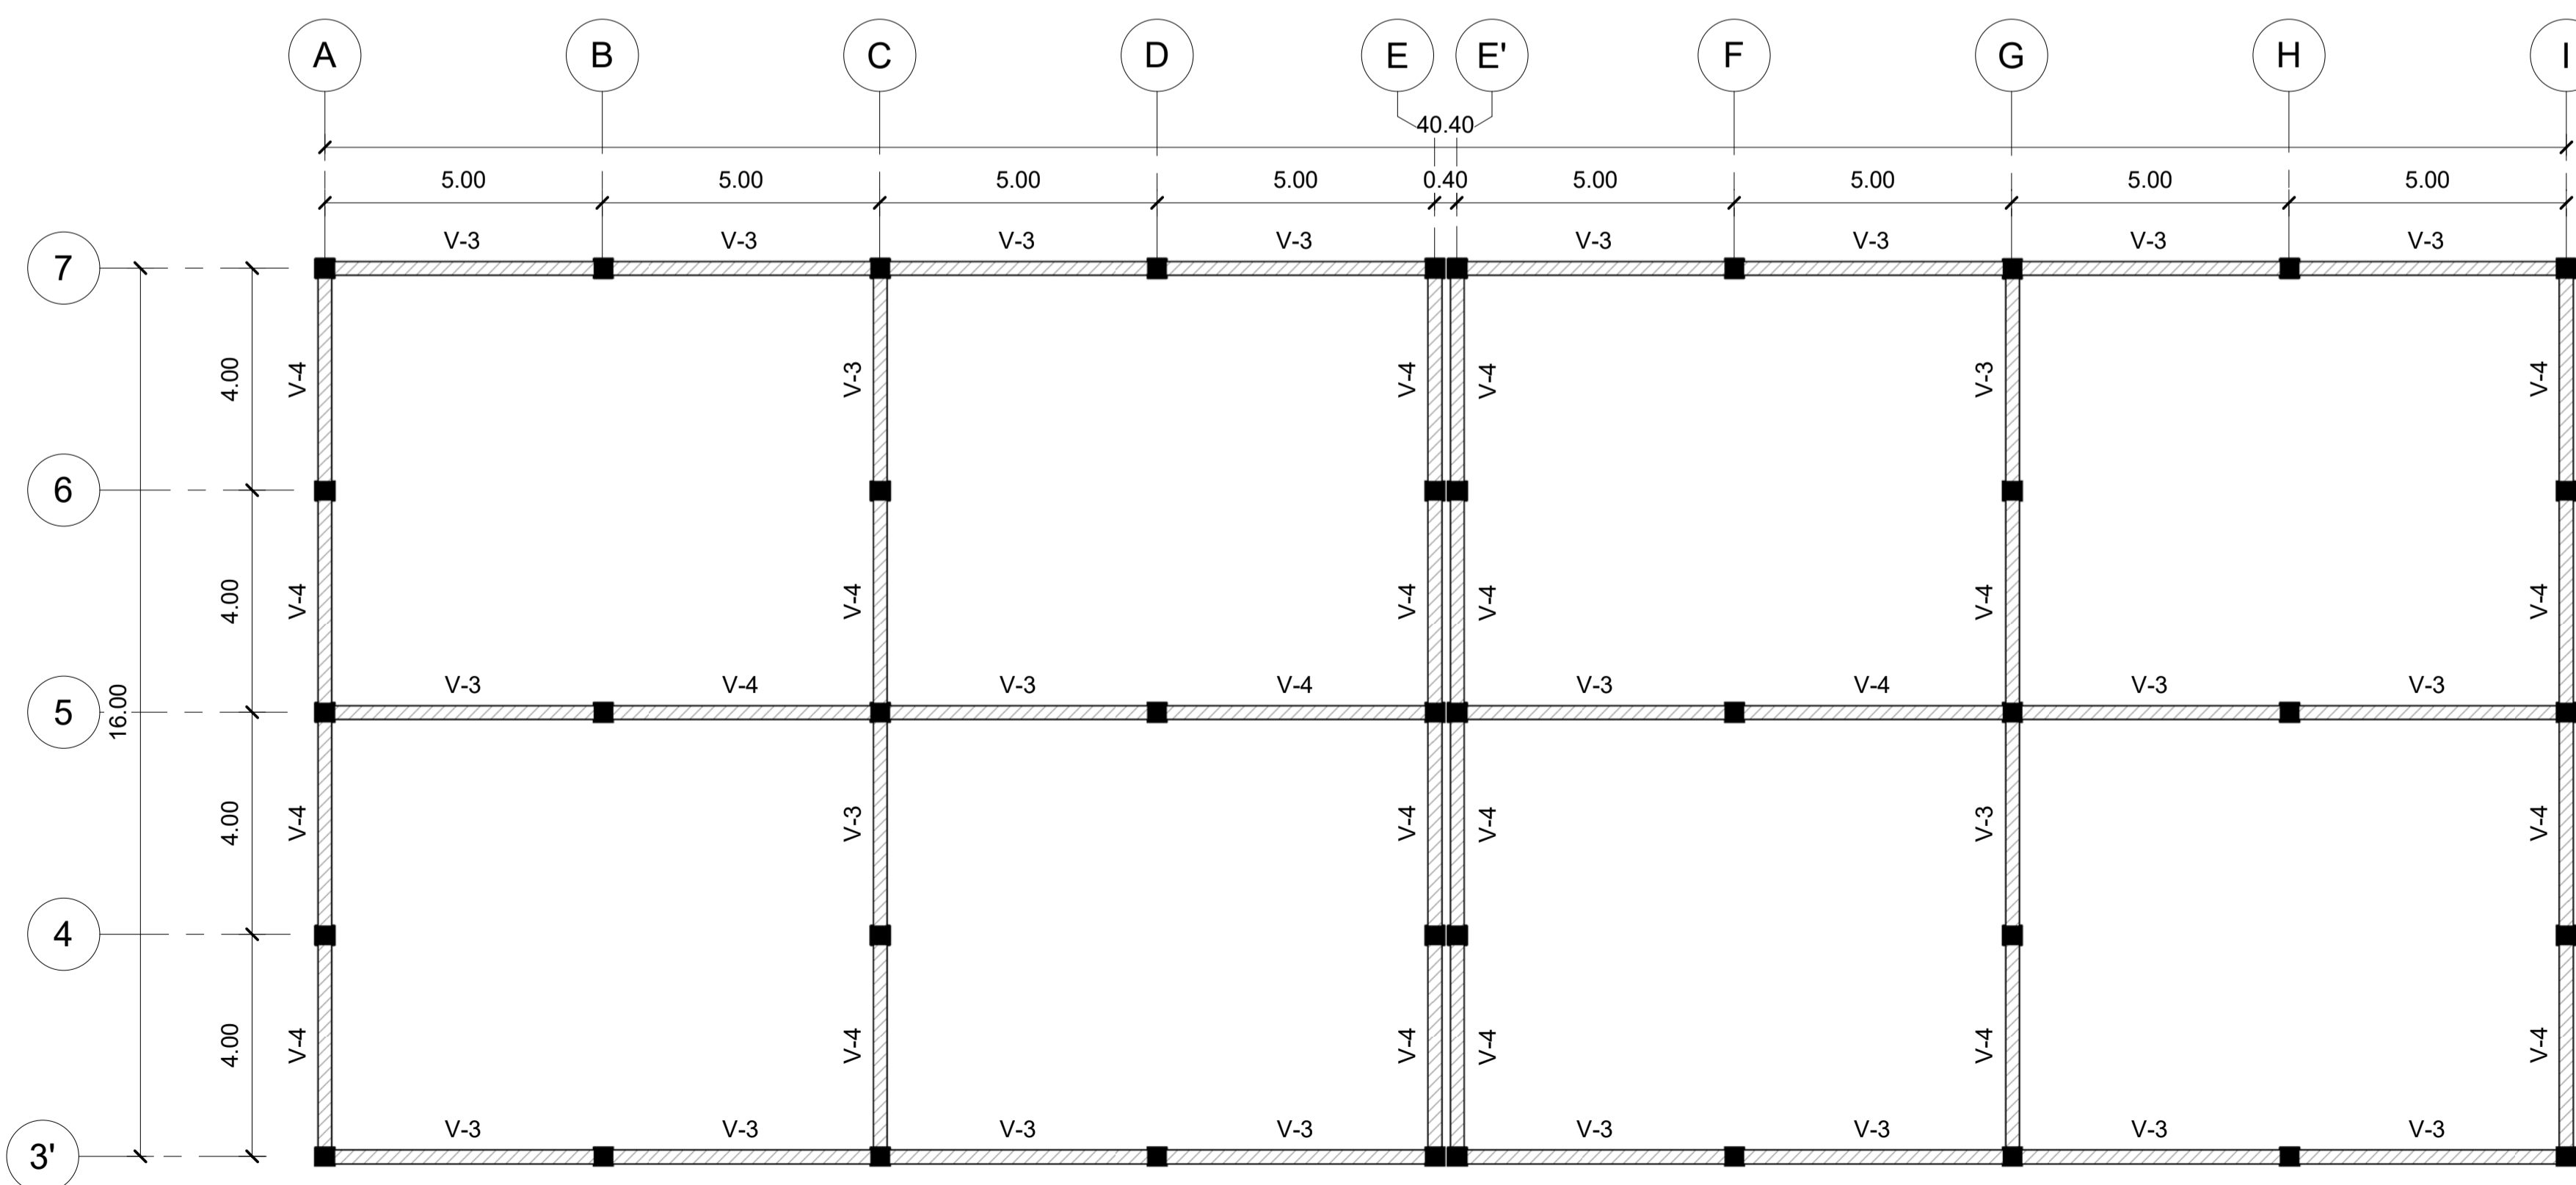 A B C D E E' F G H I
40.40
5.00 5.00 5.00 5.00 0.40 5.00 5.00 5.00 5.00
V-3 V-3 V-3 V-3 V-3 V-3 V-3 V-3
7
4.00 V-4 V-3 V-4 V-4 V-3 V-4
6
4.00 V-4 V-4 V-4 V-4 V-4 V-4
V-3 V-4 V-3 V-4 V-3 V-4 V-3 V-3
5 16.00
4.00 V-4 V-3 V-4 V-4 V-3 V-4
4
4.00 V-4 V-4 V-4 V-4 V-4 V-4
V-3 V-3 V-3 V-3 V-3 V-3 V-3 V-3
3'